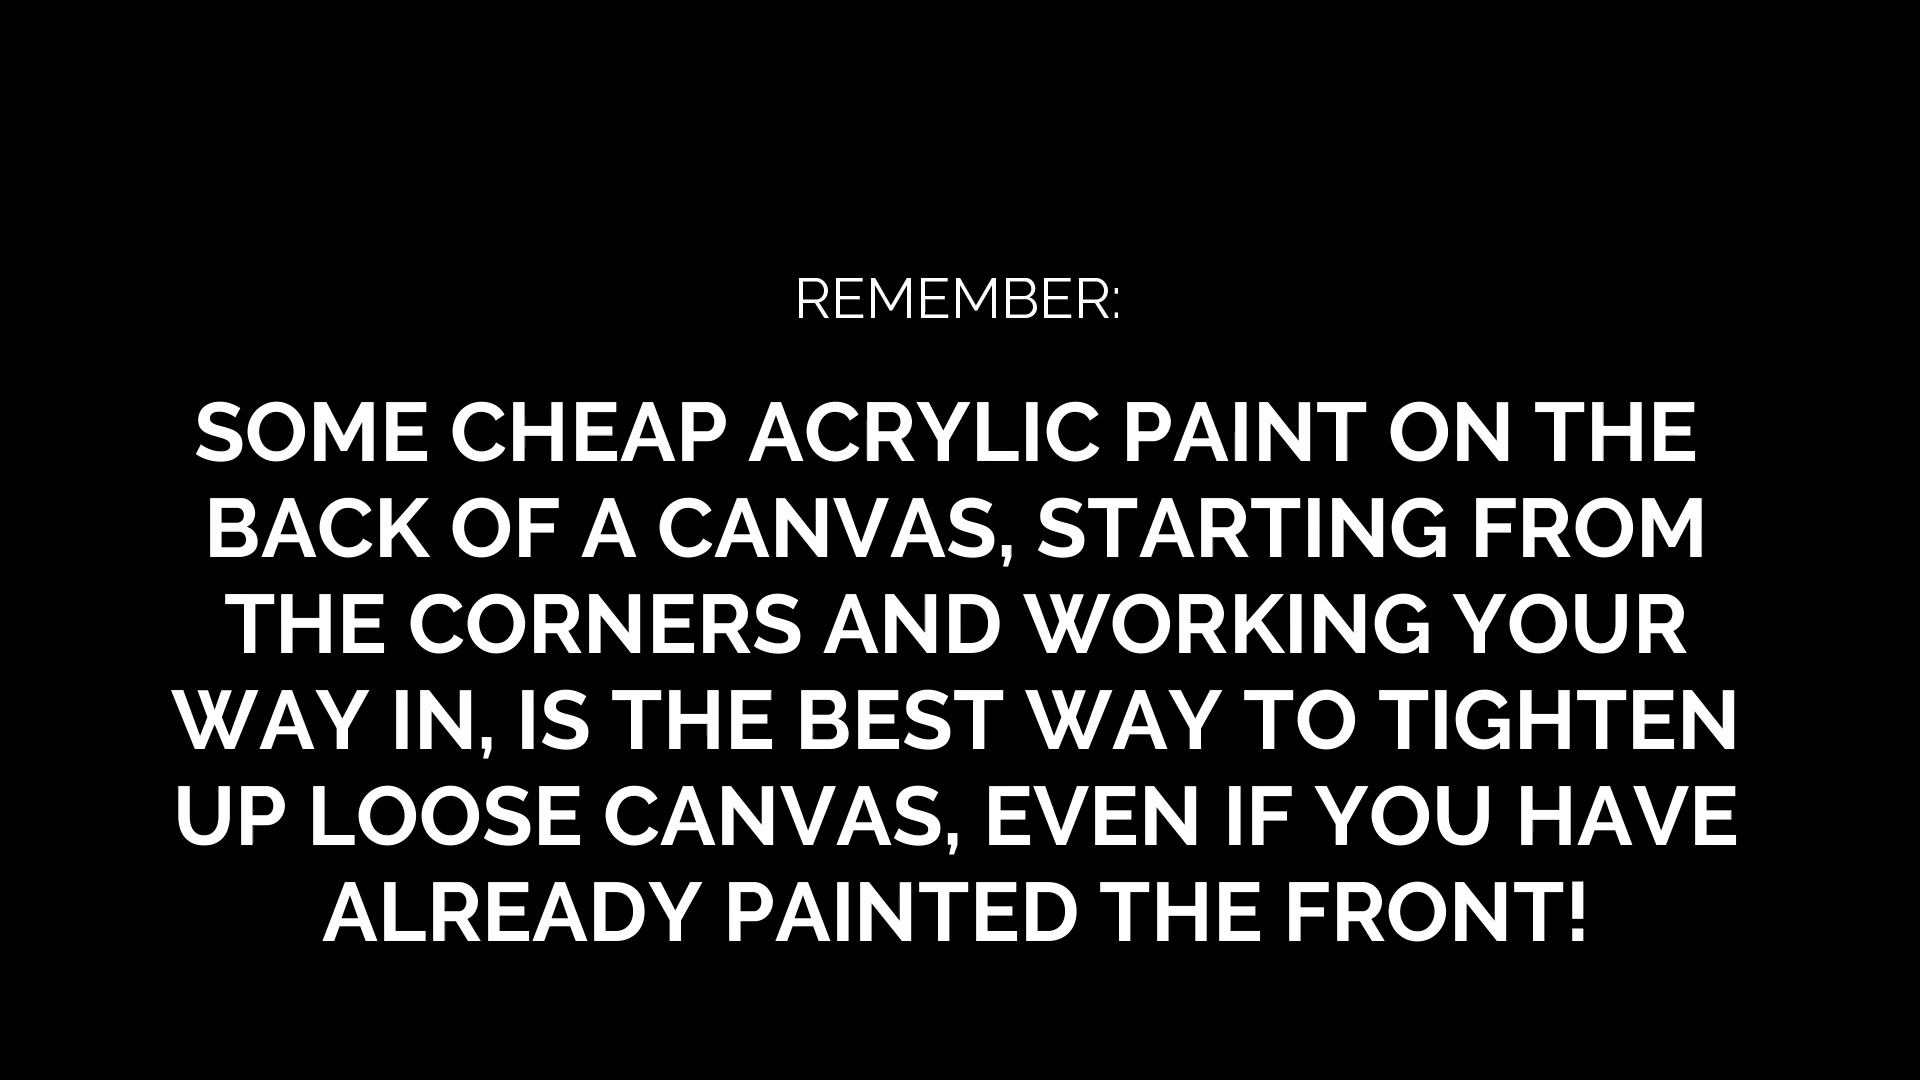 REMEMBER:
SOME CHEAP ACRYLIC PAINT ON THE
BACK OF A CANVAS, STARTING FROM
THE CORNERS AND WORKING YOUR
WAY IN, IS THE BEST WAY TO TIGHTEN
UP LOOSE CANVAS, EVEN IF YOU HAVE
ALREADY PAINTED THE FRONT!